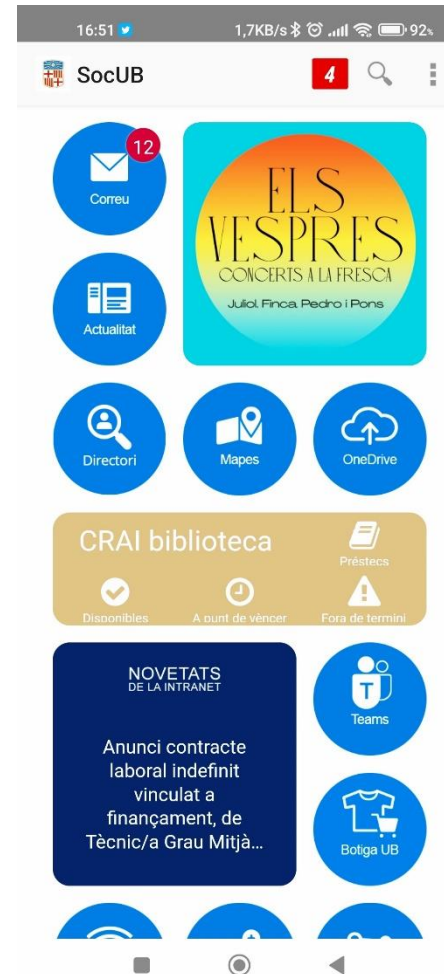 16:51 1,7KB/s 92%
SocUB 4
12
Correu
ELS
VESPRES
CONCERTS A LA FRESCA
Juliol. Finca Pedro i Pons
Actualitat
Directori
Mapes
OneDrive
CRAI biblioteca
Préstecs
Disponibles
A punt de vèncer
Fora de termini
NOVETATS
DE LA INTRANET
Anunci contracte
laboral indefinit
vinculat a
finançament, de
Tècnic/a Grau Mitjà...
T
Teams
Botiga UB